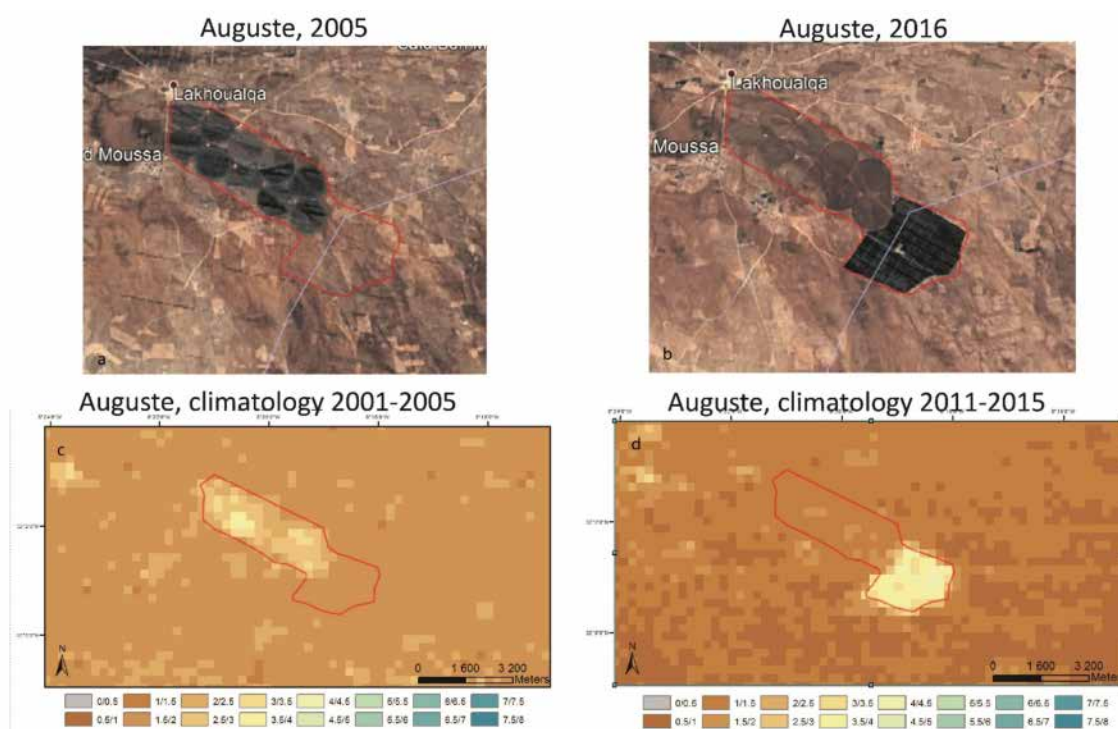 Auguste, 2005
Auguste, 2016
Lakhoualqa
d Moussa
a
Lakhoualqa
Moussa
b
Auguste, climatology 2001-2005
Auguste, climatology 2011-2015
c
N
0 1 600 3 200
Meters
d
N
0 1 600 3 200
Mete
0/0.5 1/1.5 2/2.5 3/3.5 4/4.5 5/5.5 6/6.5 7/7.5
0.5/1 1.5/2 2.5/3 3.5/4 4.5/5 5.5/6 6.5/7 7.5/8
0/0.5 1/1.5 2/2.5 3/3.5 4/4.5 5/5.5 6/6.5 7/7.5
0.5/1 1.5/2 2.5/3 3.5/4 4.5/5 5.5/6 6.5/7 7.5/8